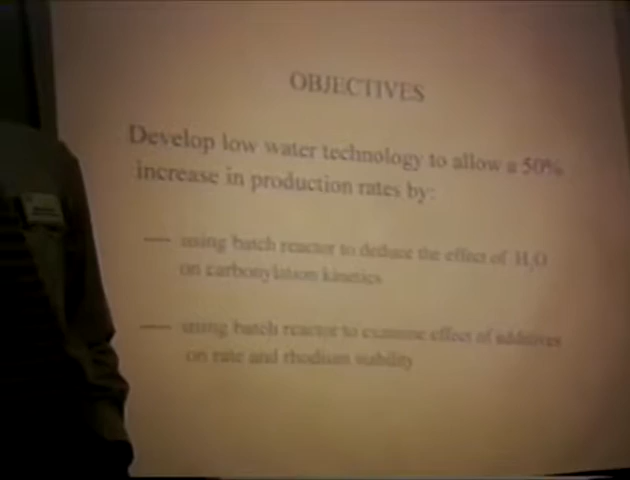 OBJECTIVES
Develop low water technology to allow a 50%
increase in production rates by:
— using batch reactor to deduce the effect of H₂O
on carbonylation kinetics
— using batch reactor to examine effect of additives
on rate and rhodium stability